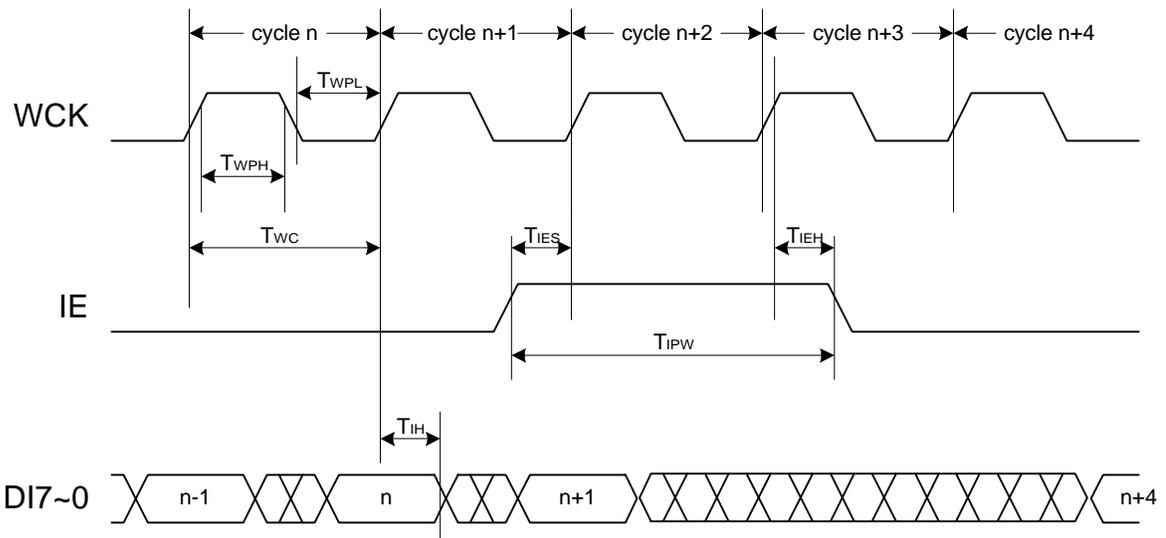 cycle n
cycle n+1
cycle n+2
cycle n+3
cycle n+4
TWPL
WCK
TWPH
TWC
TIES
TIEH
IE
TIPW
TIH
DI7~0
n-1
n
n+1
n+4